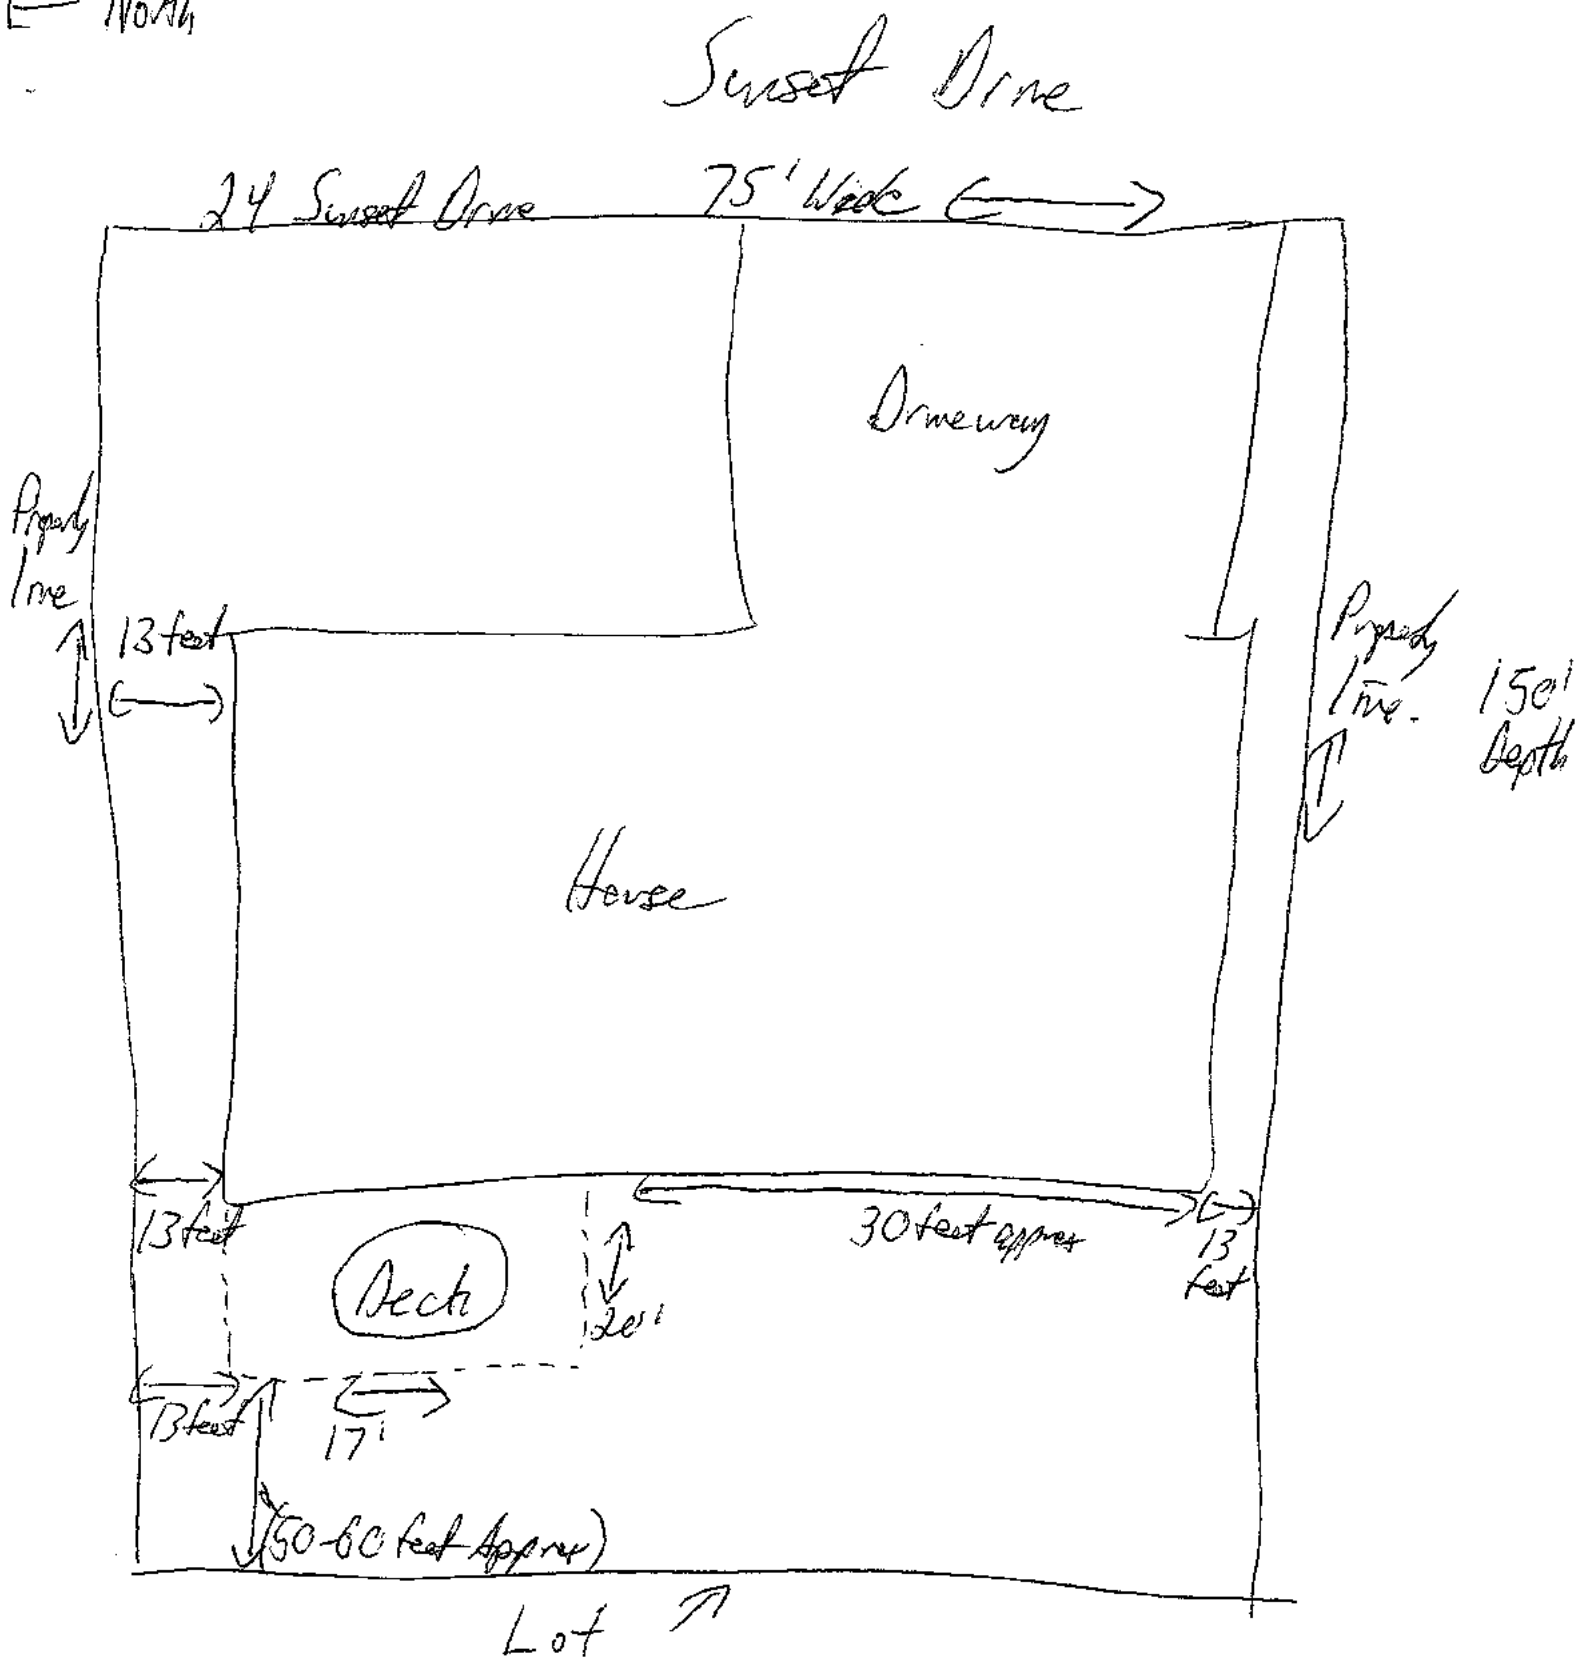 North
Sunset Drive
24 Sunset Drive 75' Wide
Driveway
Property
line
13 feet
Property
line.
150'
Depth
House
13 feet
30 feet approx
13
feet
Deck
20'
13 feet
17'
(50-60 feet Approx)
Lot